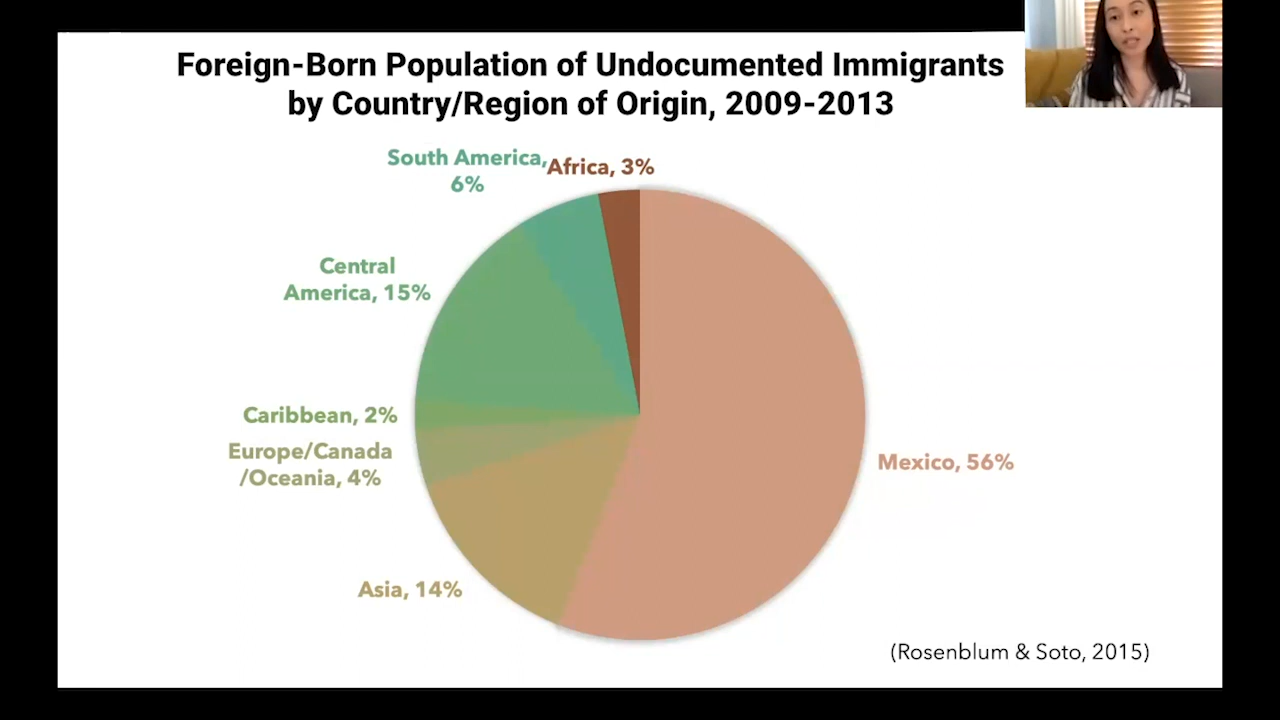 Foreign-Born Population of Undocumented Immigrants
by Country/Region of Origin, 2009-2013
South America,
6%
Africa, 3%
Central
America, 15%
Caribbean, 2%
Europe/Canada
/Oceania, 4%
Mexico, 56%
Asia, 14%
(Rosenblum & Soto, 2015)